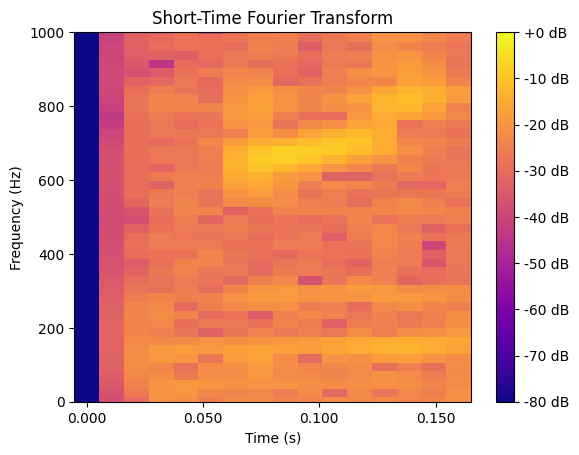 Short-Time Fourier Transform
1000
800
600
400
200
0
Frequency (Hz)
0.000
0.050
0.100
0.150
Time (s)
+0 dB
-10 dB
-20 dB
-30 dB
-40 dB
-50 dB
-60 dB
-70 dB
-80 dB